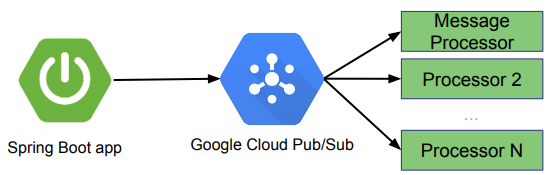 Message
Processor
Processor 2
...
Processor N
Spring Boot app
Google Cloud Pub/Sub